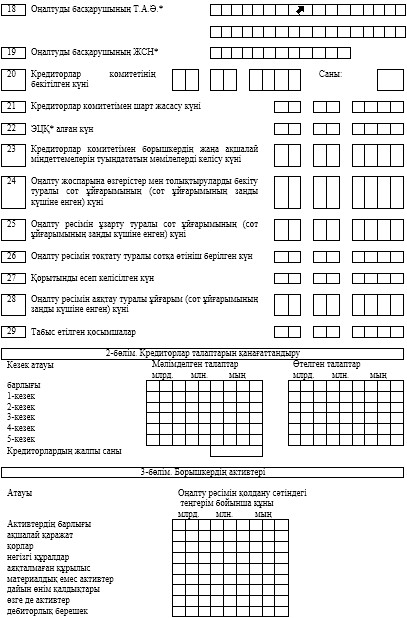 18 Оңалтуды басқарушының Т.А.Ә.*
19 Оңалтуды басқарушының ЖСН*
20 Кредиторлар комитетінің Саны:
бекітілген күні
21 Кредиторлар комитетімен шарт жасасу күні
22 ЭЦҚ* алған күн
23 Кредиторлар комитетімен борышкердің жаңа ақшалай
міндеттемелерін туындататын мәмілелерді келісу күні
24 Оңалту жоспарына өзгерістер мен толықтыруларды бекіту
туралы сот ұйғарымының (сот ұйғарымының заңды
күшіне енген) күні
25 Оңалту рәсімін ұзарту туралы сот ұйғарымының (сот
ұйғарымының заңды күшіне енген) күні
26 Оңалту рәсімін тоқтату туралы сотқа өтініш берілген күн
27 Қорытынды есеп келісілген күн
28 Оңалту рәсімін аяқтау туралы ұйғарым (сот ұйғарымының
заңды күшіне енген) күні
29 Табыс етілген қосымшалар
2-бөлім. Кредиторлар талаптарын қанағаттандыру
Кезек атауы Мәлімделген талаптар Өтелген талаптар
млрд. млн. мың млрд. млн. мың
барлығы
1-кезек
2-кезек
3-кезек
4-кезек
5-кезек
Кредиторлардың жалпы саны
3-бөлім. Борышкердің активтері
Атауы Оңалту рәсімін қолдану сәтіндегі
теңгерім бойынша құны
млрд. млн. мың
Активтердің барлығы
ақшалай қаражат
қорлар
негізгі құралдар
аяқталмаған құрылыс
материалдық емес активтер
дайын өнім қалдықтары
өзге де активтер
дебиторлық берешек